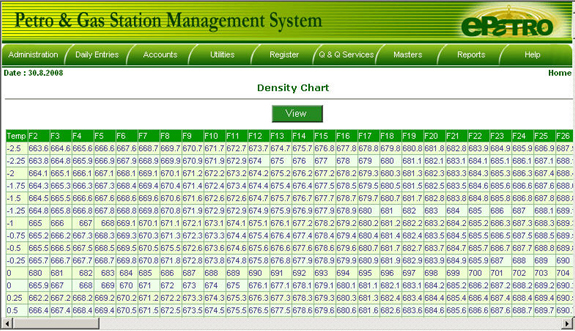 Petro & Gas Station Management System
ePetro
Administration Daily Entries Accounts Utilities Register Q & Q Services Masters Reports Help
Date : 30.8.2008 Home
Density Chart
View
Temp F2 F3 F4 F5 F6 F7 F8 F9 F10 F11 F12 F13 F14 F15 F16 F17 F18 F19 F20 F21 F22 F23 F24 F25 F26
-2.5 663.6 664.6 665.6 666.6 667.6 668.7 669.7 670.7 671.7 672.7 673.7 674.7 675.7 676.8 677.8 678.8 679.8 680.8 681.8 682.8 683.9 684.9 685.9 686.9
-2.25 663.8 664.8 665.9 666.9 667.9 668.9 669.9 670.9 671.9 672.9 674 675 676 677 678 679 680 681.1 682.1 683.1 684.1 685.1 686.1 687.1
-2 664.1 665.1 666.1 667.1 668.1 669.1 670.1 671.2 672.2 673.2 674.2 675.2 676.2 677.2 678.2 679.3 680.3 681.3 682.3 683.3 684.3 685.3 686.3 687.4
-1.75 664.3 665.3 666.3 667.3 668.4 669.4 670.4 671.4 672.4 673.4 674.4 675.4 676.5 677.5 678.5 679.5 680.5 681.5 682.5 683.5 684.6 685.6 686.6 687.6
-1.5 664.5 665.5 666.6 667.6 668.6 669.6 670.6 671.6 672.6 673.7 674.7 675.7 676.7 677.7 678.7 679.7 680.7 681.7 682.8 683.8 684.8 685.8 686.8 687.8
-1.25 664.8 665.8 666.8 667.8 668.8 669.8 670.8 671.9 672.9 673.9 674.9 675.9 676.9 677.9 678.9 680 681 682 683 684 685 686 687 688.1
-1 665 666 667 668 669.1 670.1 671.1 672.1 673.1 674.1 675.1 676.1 677.2 678.2 679.2 680.2 681.2 682.2 683.2 684.2 685.2 686.3 687.3 688.3
-0.75 665.2 666.2 667.3 668.3 669.3 670.3 671.3 672.3 673.3 674.4 675.4 676.4 677.4 678.4 679.4 680.4 681.4 682.4 683.5 684.5 685.5 686.5 687.5 688.5
-0.5 665.5 666.5 667.5 668.5 669.5 670.5 671.5 672.6 673.6 674.6 675.6 676.6 677.6 678.6 679.6 680.7 681.7 682.7 683.7 684.7 685.7 686.7 687.7 688.7
-0.25 665.7 666.7 667.7 668.7 669.8 670.8 671.8 672.8 673.8 674.8 675.8 676.8 677.8 678.9 679.9 680.9 681.9 682.9 683.9 684.9 685.9 687 688 689
0 680 681 682 683 684 685 686 687 688 689 690 691 692 693 694 695 696 697 698 699 700 701 702 703 704
0 665.9 667 668 669 670 671 672 673 674 675 676.1 677.1 678.1 679.1 680.1 681.1 682.1 683.1 684.2 685.2 686.2 687.2 688.2 689.2
0.25 662.2 667.2 668.2 669.2 670.2 671.2 672.2 673.3 674.3 675.3 676.3 677.3 678.3 679.3 680.3 681.3 682.4 683.4 684.4 685.4 686.4 687.4 688.4 689.4
0.5 666.4 667.4 668.4 669.4 670.5 671.5 672.5 673.5 674.5 675.5 676.5 677.5 678.5 679.6 680.6 681.6 682.6 683.6 684.6 685.6 686.6 687.6 688.6